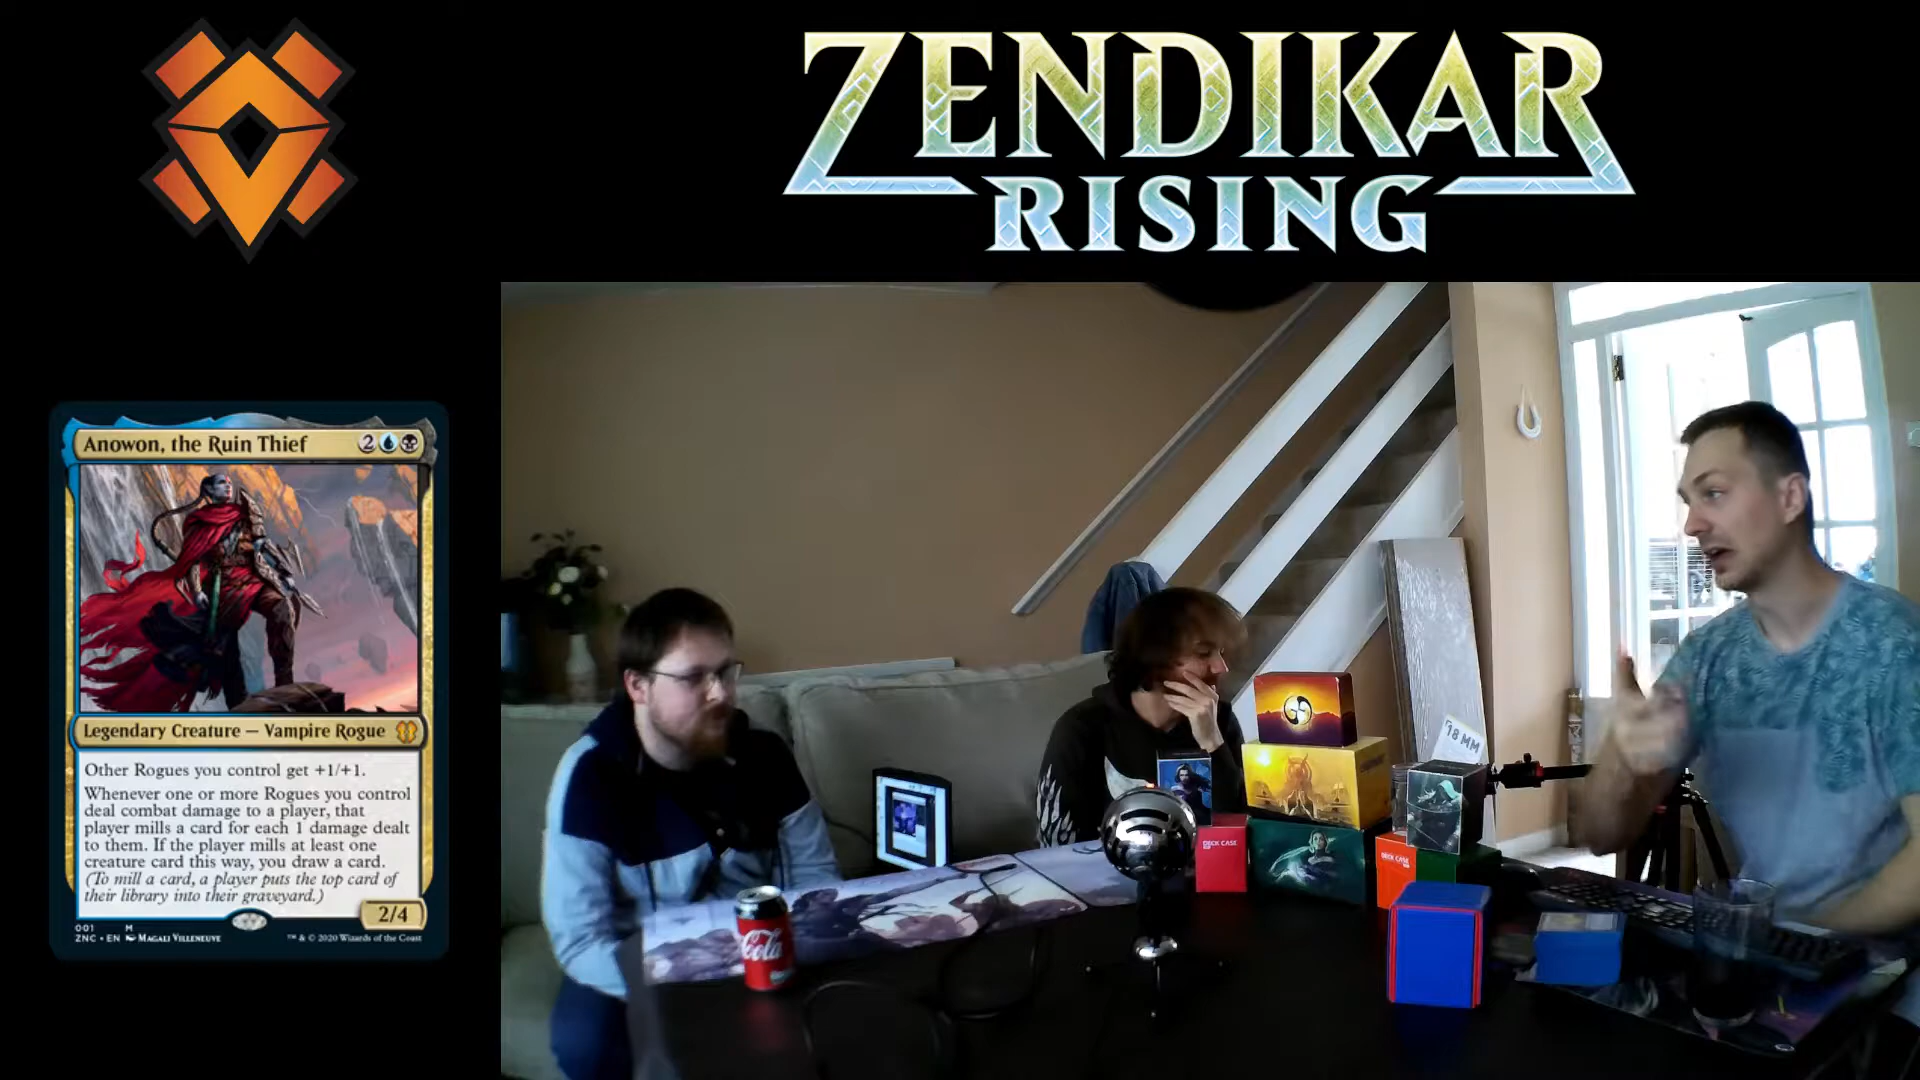 ZENDIKAR
RISING
Anowon, the Ruin Thief 2
Legendary Creature — Vampire Rogue
Other Rogues you control get +1/+1.
Whenever one or more Rogues you control
deal combat damage to a player, that
player mills a card for each 1 damage dealt
to them. If the player mills at least one
creature card this way, you draw a card.
(To mill a card, a player puts the top card of
their library into their graveyard.)
2/4
001 M
ZNC • EN Magali Villeneuve ™ & © 2020 Wizards of the Coast
18 MM
DECK CASE
DECK CASE
Cola